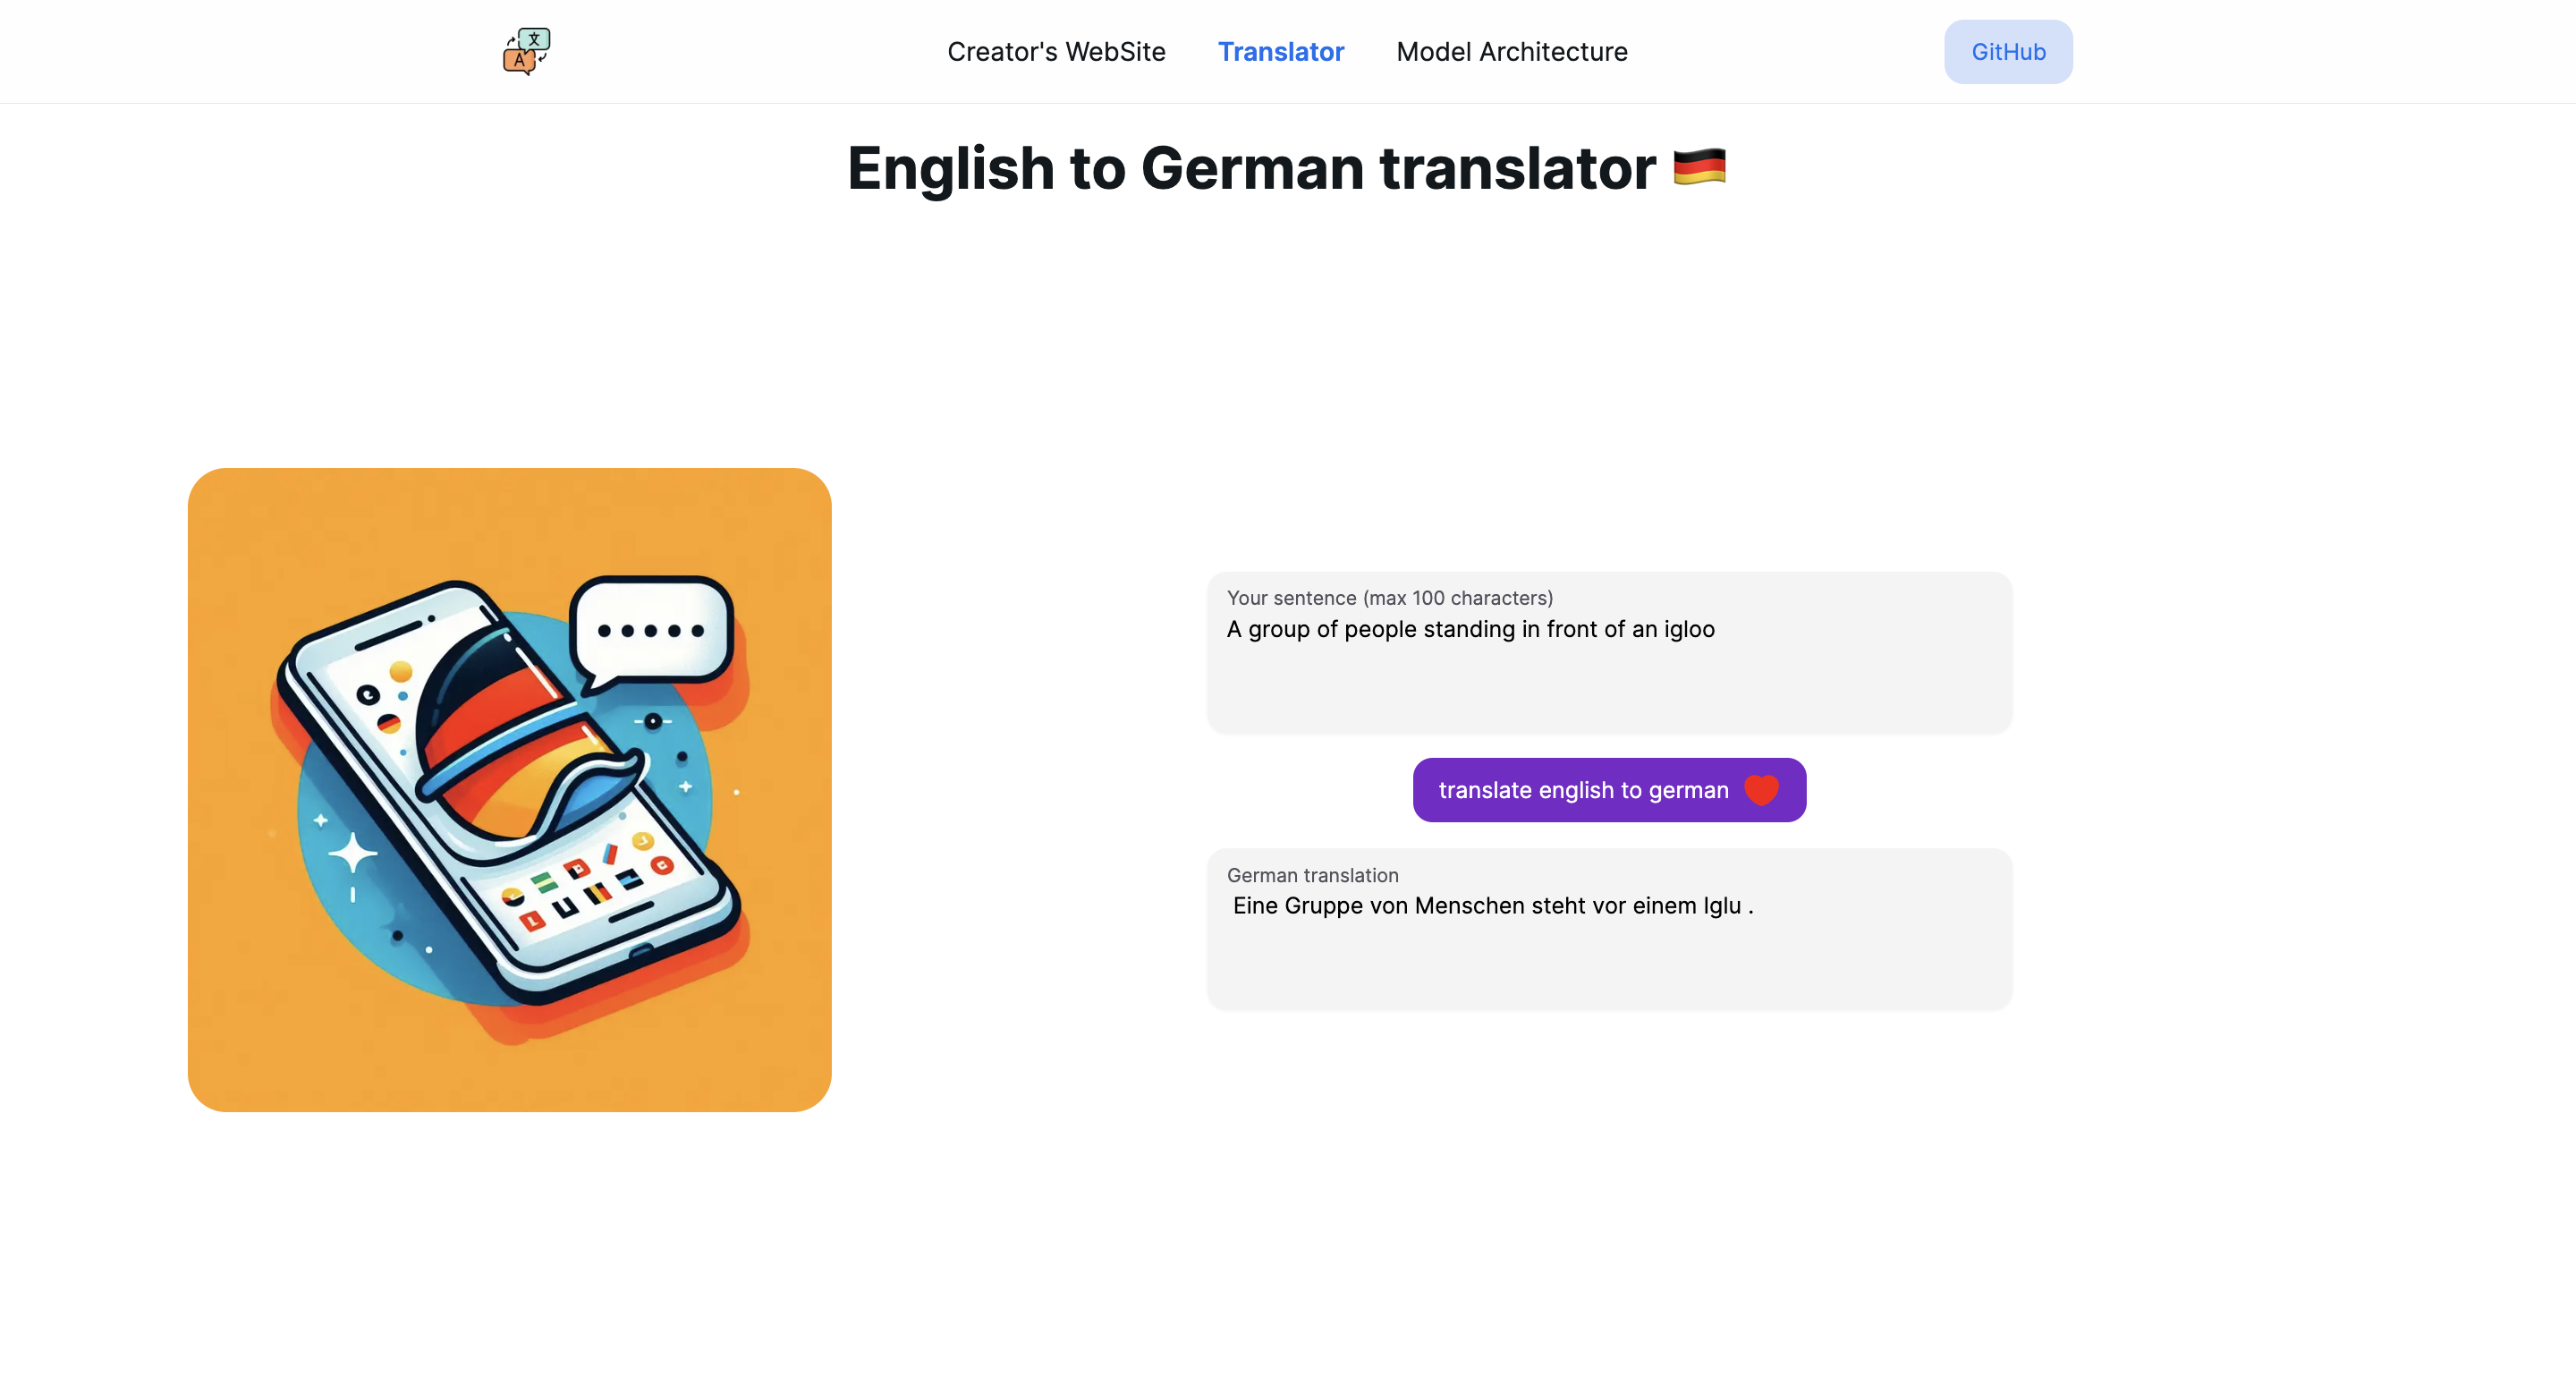 文
A
Creator's WebSite
Translator
Model Architecture
GitHub
English to German translator 🇩🇪
Your sentence (max 100 characters)
A group of people standing in front of an igloo
translate english to german
German translation
Eine Gruppe von Menschen steht vor einem Iglu .